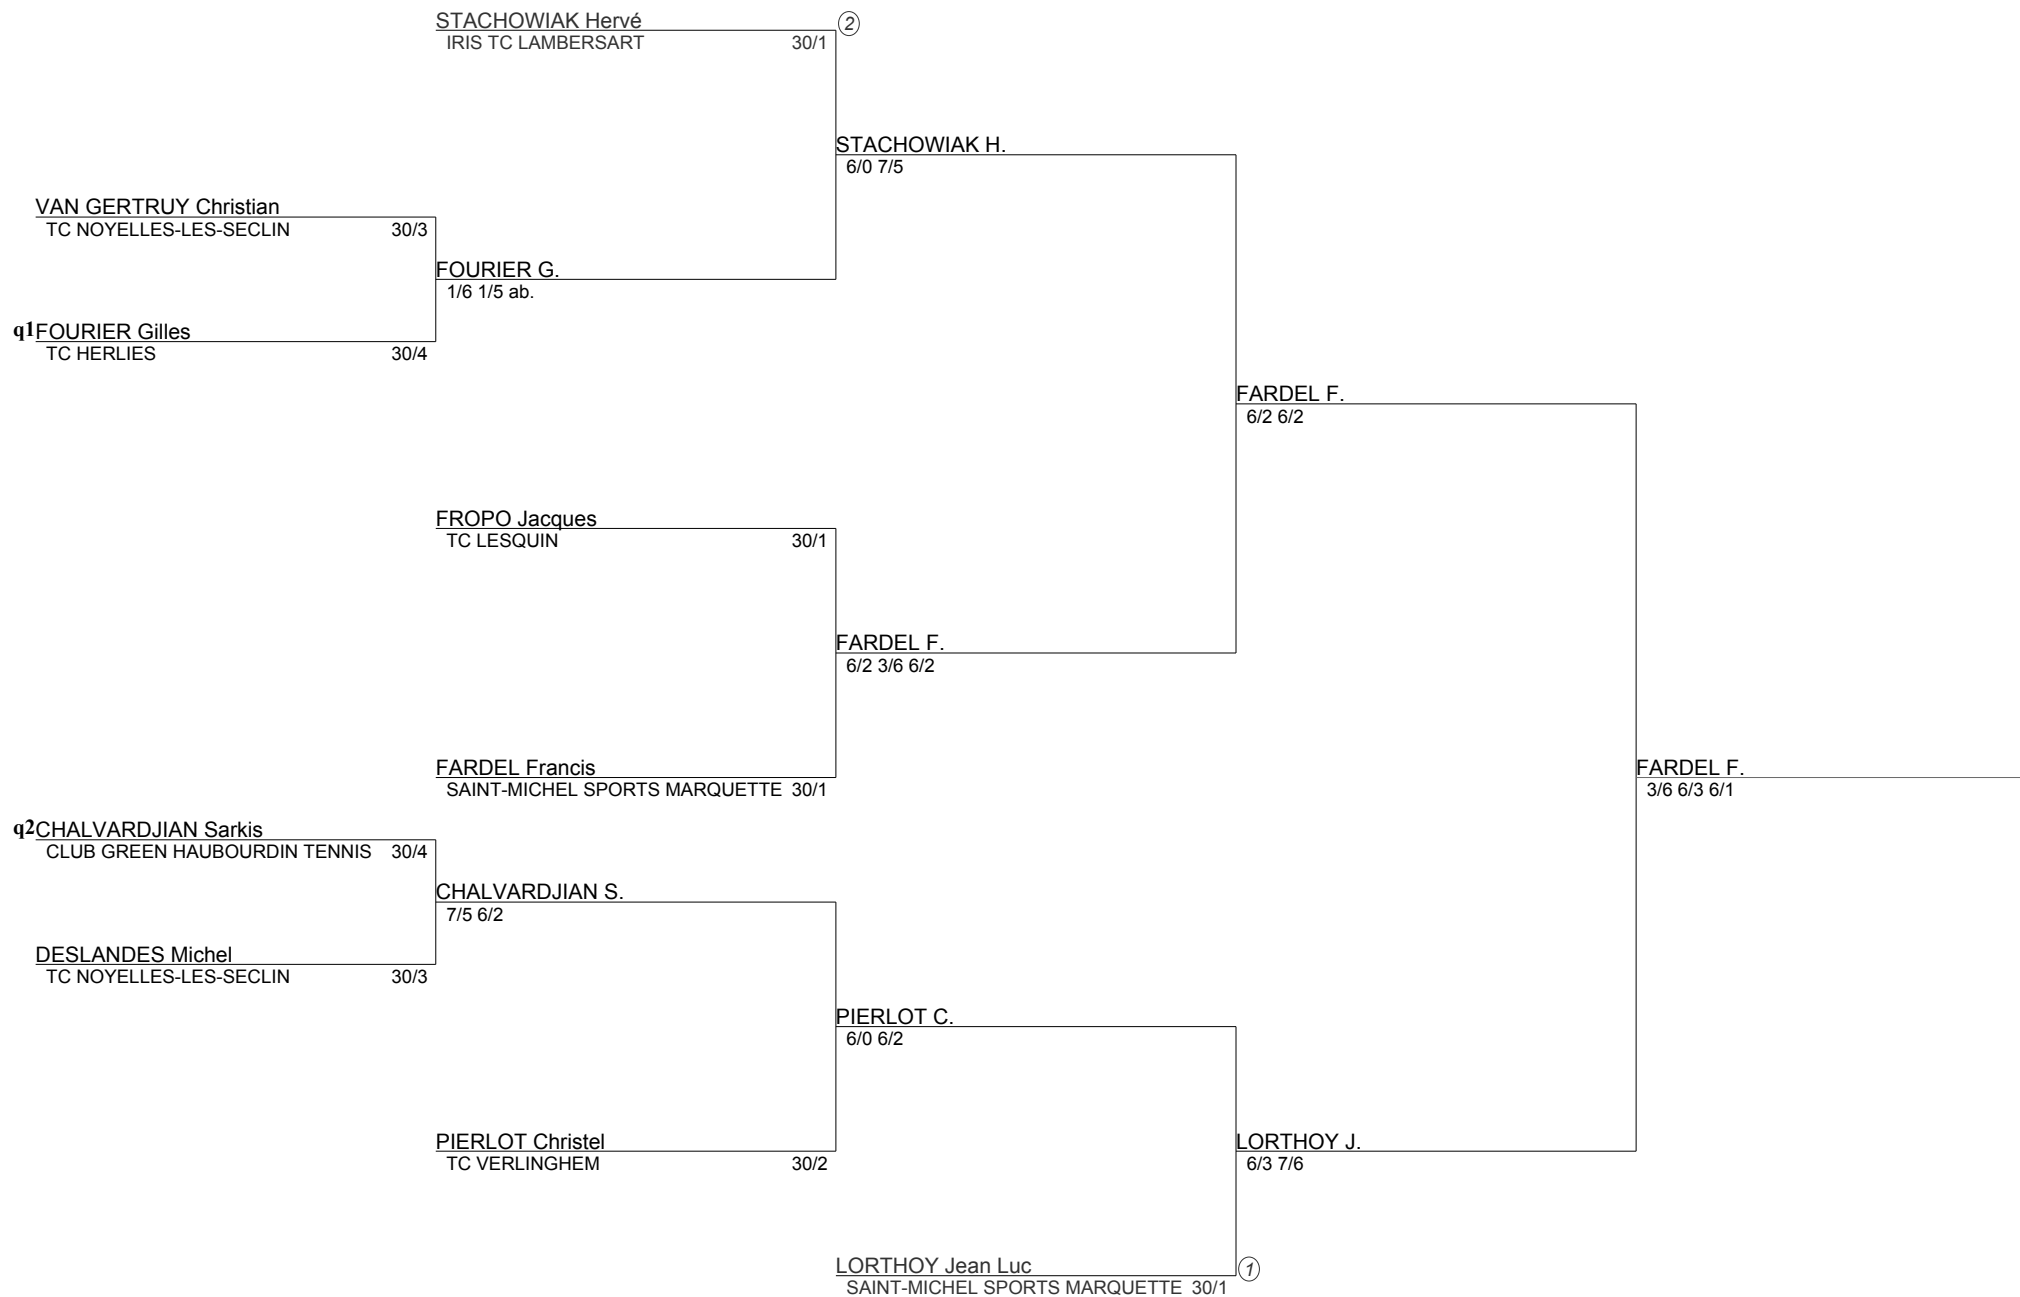 STACHOWIAK Hervé 2
IRIS TC LAMBERSART 30/1
STACHOWIAK H.
6/0 7/5
VAN GERTRUY Christian
TC NOYELLES-LES-SECLIN 30/3
FOURIER G.
1/6 1/5 ab.
q1 FOURIER Gilles
TC HERLIES 30/4
FARDEL F.
6/2 6/2
FROPO Jacques
TC LESQUIN 30/1
FARDEL F.
6/2 3/6 6/2
FARDEL Francis
SAINT-MICHEL SPORTS MARQUETTE 30/1
FARDEL F.
3/6 6/3 6/1
q2 CHALVARDJIAN Sarkis
CLUB GREEN HAUBOURDIN TENNIS 30/4
CHALVARDJIAN S.
7/5 6/2
DESLANDES Michel
TC NOYELLES-LES-SECLIN 30/3
PIERLOT C.
6/0 6/2
PIERLOT Christel
TC VERLINGHEM 30/2
LORTHOY J.
6/3 7/6
LORTHOY Jean Luc 1
SAINT-MICHEL SPORTS MARQUETTE 30/1